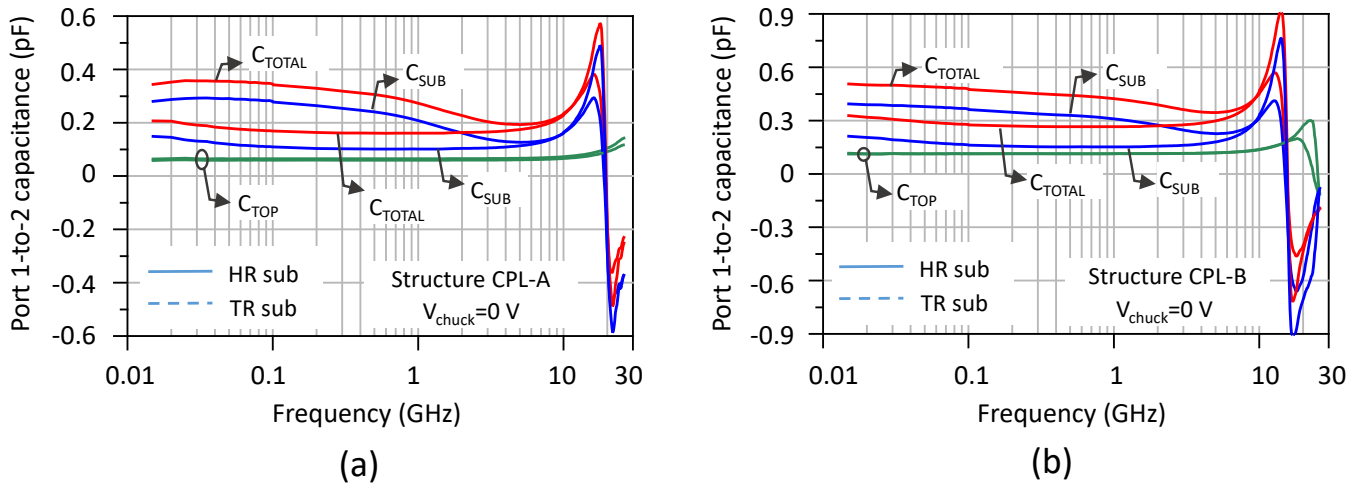 Port 1-to-2 capacitance (pF)
0.6
0.4
0.2
0
-0.2
-0.4
-0.6
C_TOTAL
C_SUB
C_TOP
C_TOTAL
C_SUB
HR sub
TR sub
Structure CPL-A
V_chuck=0 V
0.01
0.1
1
10
30
Frequency (GHz)
(a)
Port 1-to-2 capacitance (pF)
0.9
0.6
0.3
0
-0.3
-0.6
-0.9
C_TOTAL
C_SUB
C_TOP
C_TOTAL
C_SUB
HR sub
TR sub
Structure CPL-B
V_chuck=0 V
0.01
0.1
1
10
30
Frequency (GHz)
(b)